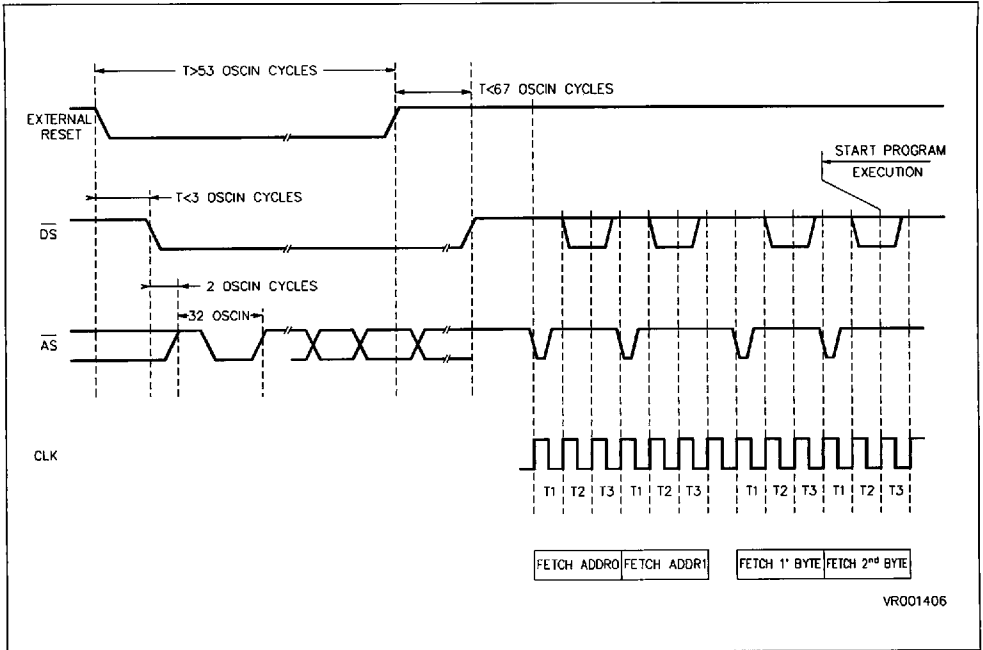 T>53 OSCIN CYCLES
T<67 OSCIN CYCLES
EXTERNAL
RESET
START PROGRAM
EXECUTION
T<3 OSCIN CYCLES
DS
2 OSCIN CYCLES
32 OSCIN
AS
CLK
T1 T2 T3 T1 T2 T3 T1 T2 T3 T1 T2 T3
FETCH ADDR0 FETCH ADDR1 FETCH 1' BYTE FETCH 2nd BYTE
VR001406